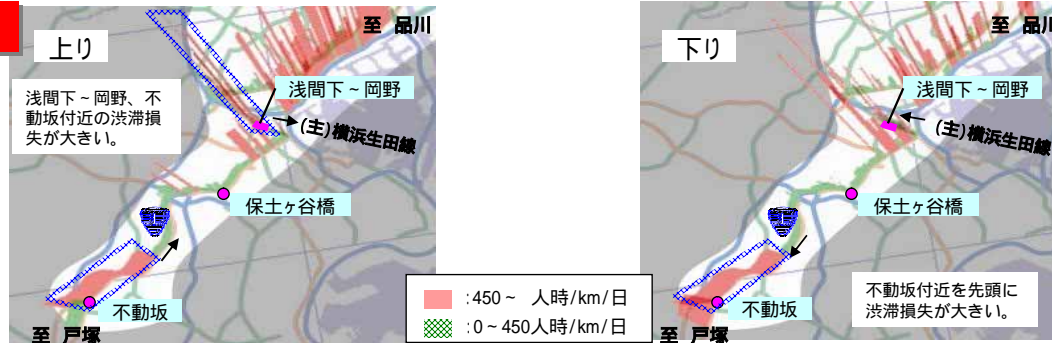 上り
至 品川
浅間下～岡野、不
動坂付近の渋滞損
失が大きい。
浅間下～岡野
(主)横浜生田線
保土ヶ谷橋
1
不動坂
至 戸塚
:450～ 人時/km/日
:0～450人時/km/日
下り
至 品川
浅間下～岡野
(主)横浜生田線
保土ヶ谷橋
1
不動坂
至 戸塚
不動坂付近を先頭に
渋滞損失が大きい。